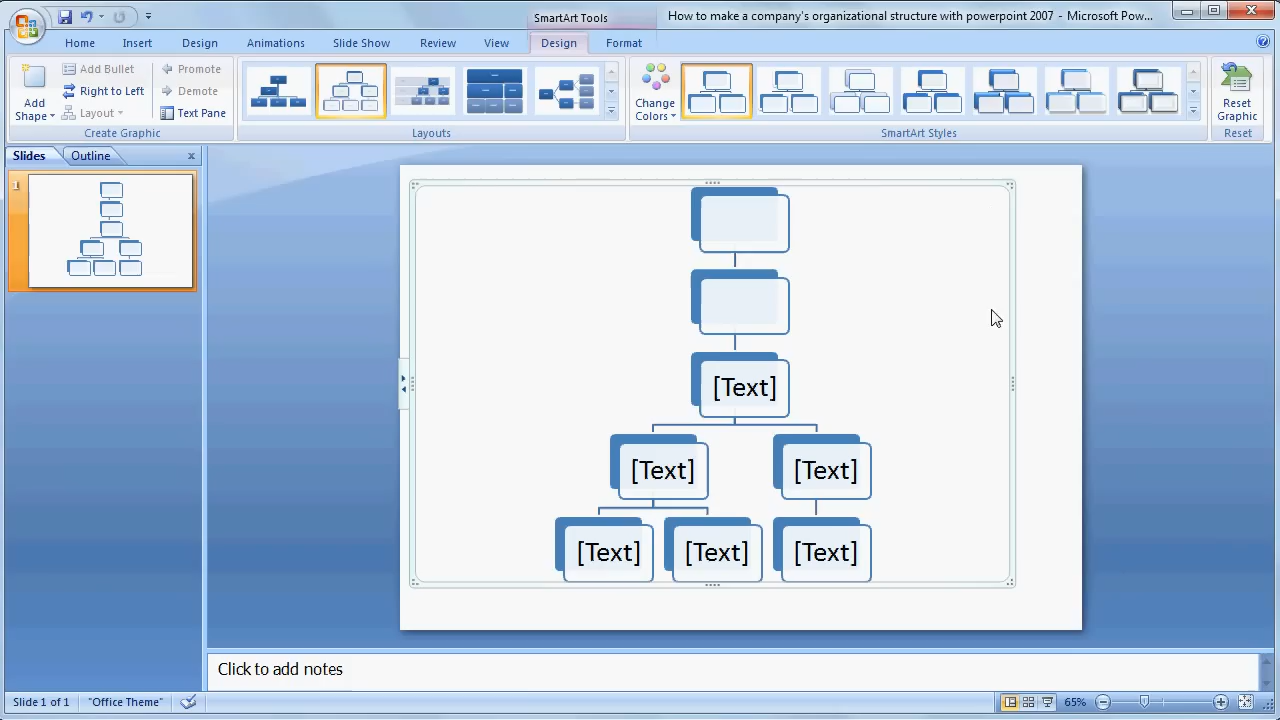 SmartArt Tools
How to make a company's organizational structure with powerpoint 2007 - Microsoft Pow...
Home Insert Design Animations Slide Show Review View Design Format
Add Shape
Add Bullet
Right to Left
Layout
Promote
Demote
Text Pane
Create Graphic
Layouts
Change Colors
SmartArt Styles
Reset Graphic
Reset
Slides Outline
1
[Text]
[Text] [Text]
[Text] [Text] [Text]
Click to add notes
Slide 1 of 1 "Office Theme" 65%